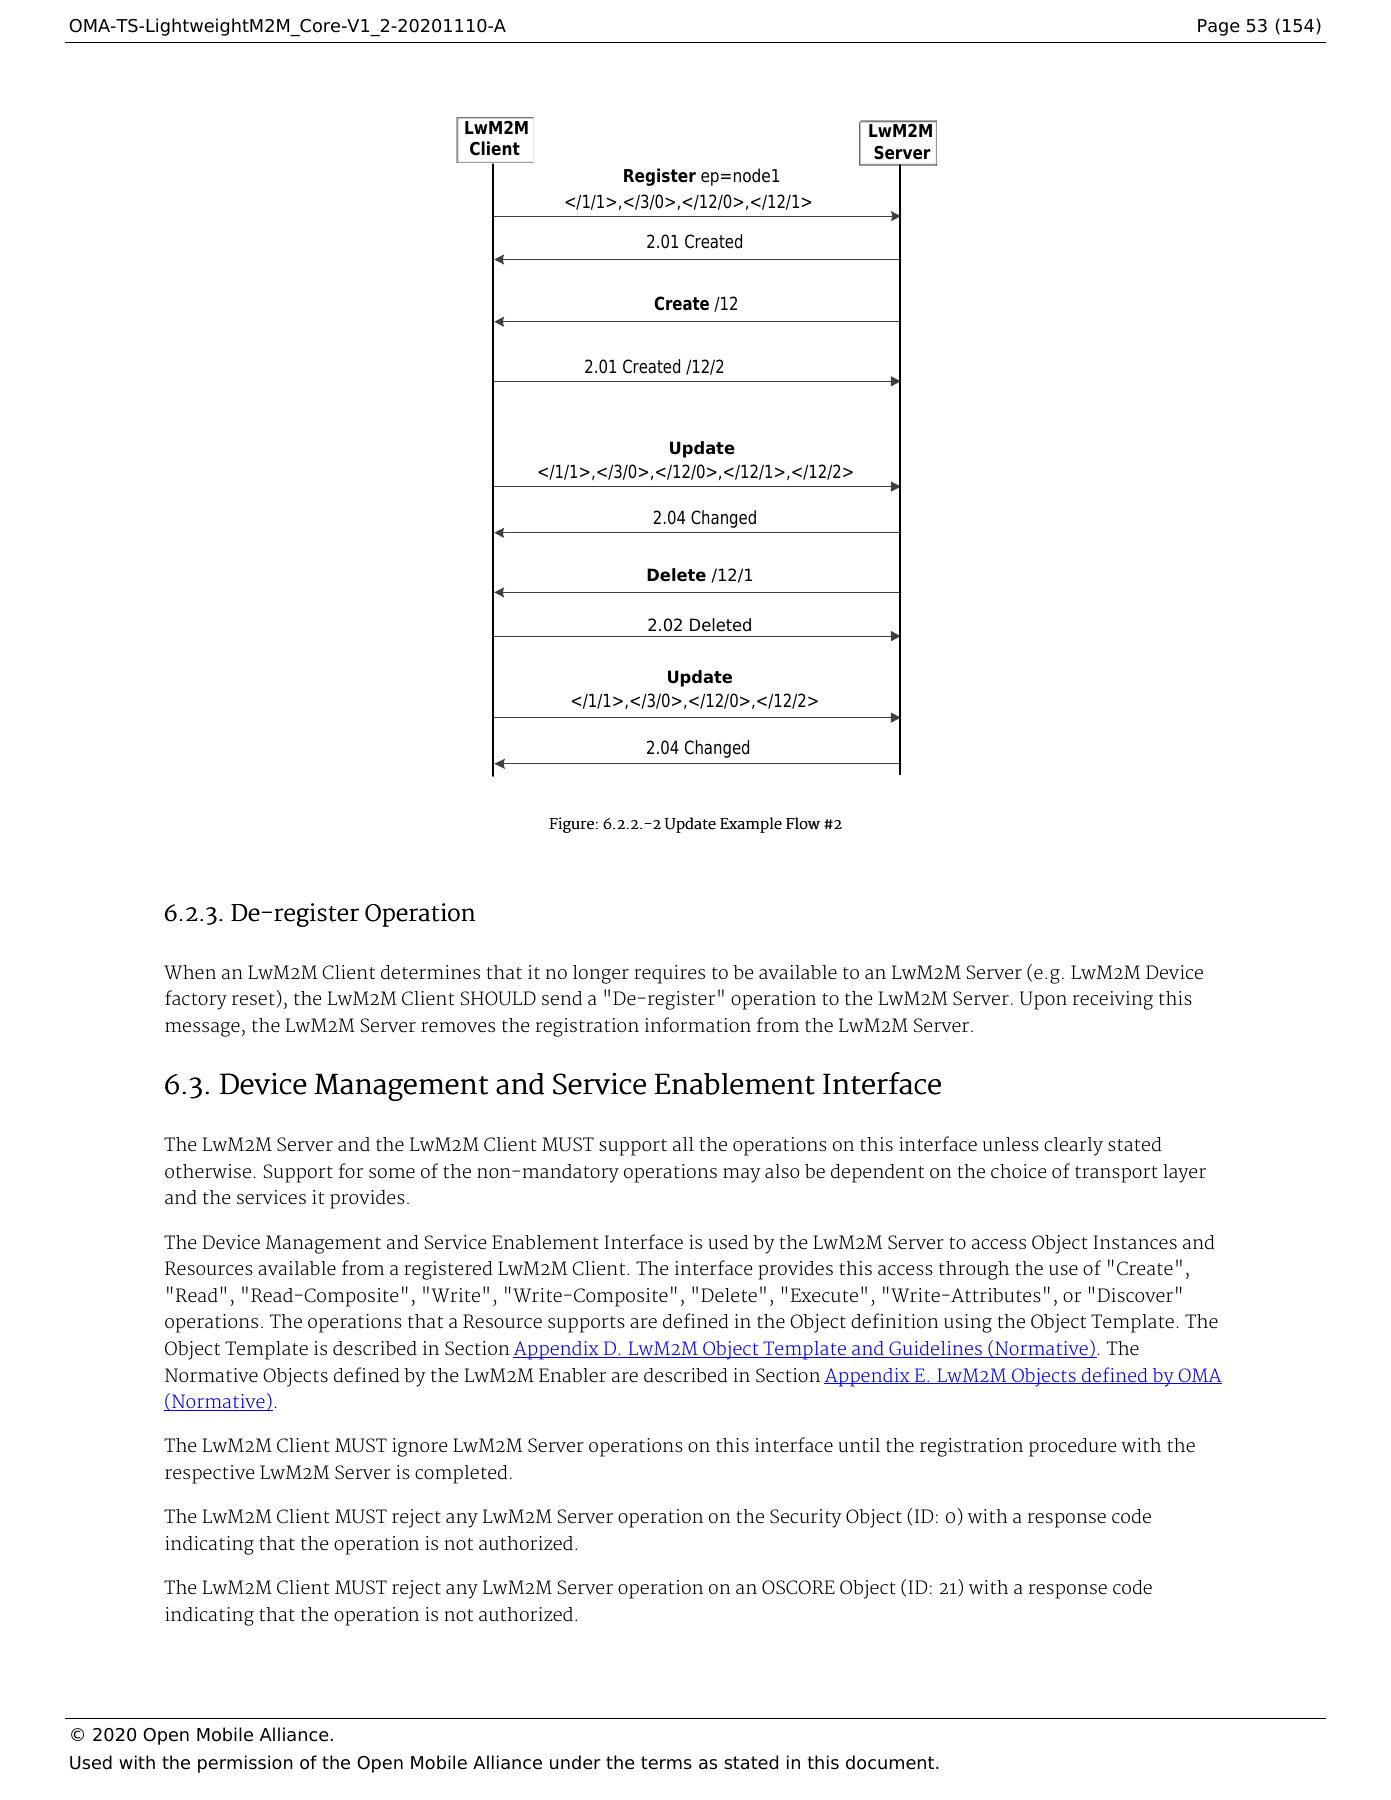 OMA-TS-LightweightM2M_Core-V1_2-20201110-A Page 53 (154)
LwM2M
Client
LwM2M
Server
Register ep=node1
</1/1>,</3/0>,</12/0>,</12/1>
2.01 Created
Create /12
2.01 Created /12/2
Update
</1/1>,</3/0>,</12/0>,</12/1>,</12/2>
2.04 Changed
Delete /12/1
2.02 Deleted
Update
</1/1>,</3/0>,</12/0>,</12/2>
2.04 Changed
Figure: 6.2.2.-2 Update Example Flow #2
6.2.3. De-register Operation
When an LwM2M Client determines that it no longer requires to be available to an LwM2M Server (e.g. LwM2M Device
factory reset), the LwM2M Client SHOULD send a "De-register" operation to the LwM2M Server. Upon receiving this
message, the LwM2M Server removes the registration information from the LwM2M Server.
6.3. Device Management and Service Enablement Interface
The LwM2M Server and the LwM2M Client MUST support all the operations on this interface unless clearly stated
otherwise. Support for some of the non-mandatory operations may also be dependent on the choice of transport layer
and the services it provides.
The Device Management and Service Enablement Interface is used by the LwM2M Server to access Object Instances and
Resources available from a registered LwM2M Client. The interface provides this access through the use of "Create",
"Read", "Read-Composite", "Write", "Write-Composite", "Delete", "Execute", "Write-Attributes", or "Discover"
operations. The operations that a Resource supports are defined in the Object definition using the Object Template. The
Object Template is described in Section Appendix D. LwM2M Object Template and Guidelines (Normative). The
Normative Objects defined by the LwM2M Enabler are described in Section Appendix E. LwM2M Objects defined by OMA
(Normative).
The LwM2M Client MUST ignore LwM2M Server operations on this interface until the registration procedure with the
respective LwM2M Server is completed.
The LwM2M Client MUST reject any LwM2M Server operation on the Security Object (ID: 0) with a response code
indicating that the operation is not authorized.
The LwM2M Client MUST reject any LwM2M Server operation on an OSCORE Object (ID: 21) with a response code
indicating that the operation is not authorized.
© 2020 Open Mobile Alliance.
Used with the permission of the Open Mobile Alliance under the terms as stated in this document.